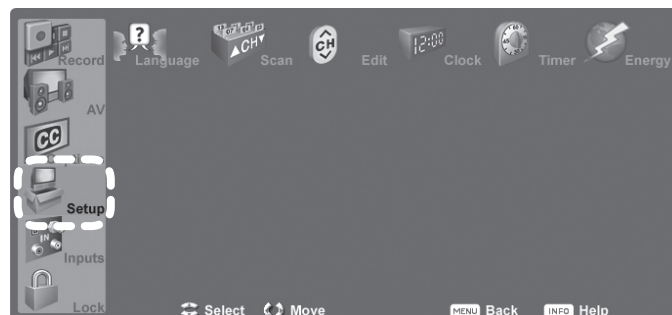 Record
Language
Scan
Edit
Clock
Timer
Energy
AV
CC
Setup
IN
Inputs
Lock
Select
Move
MENU Back
INFO Help
?
CH
CH
12:00